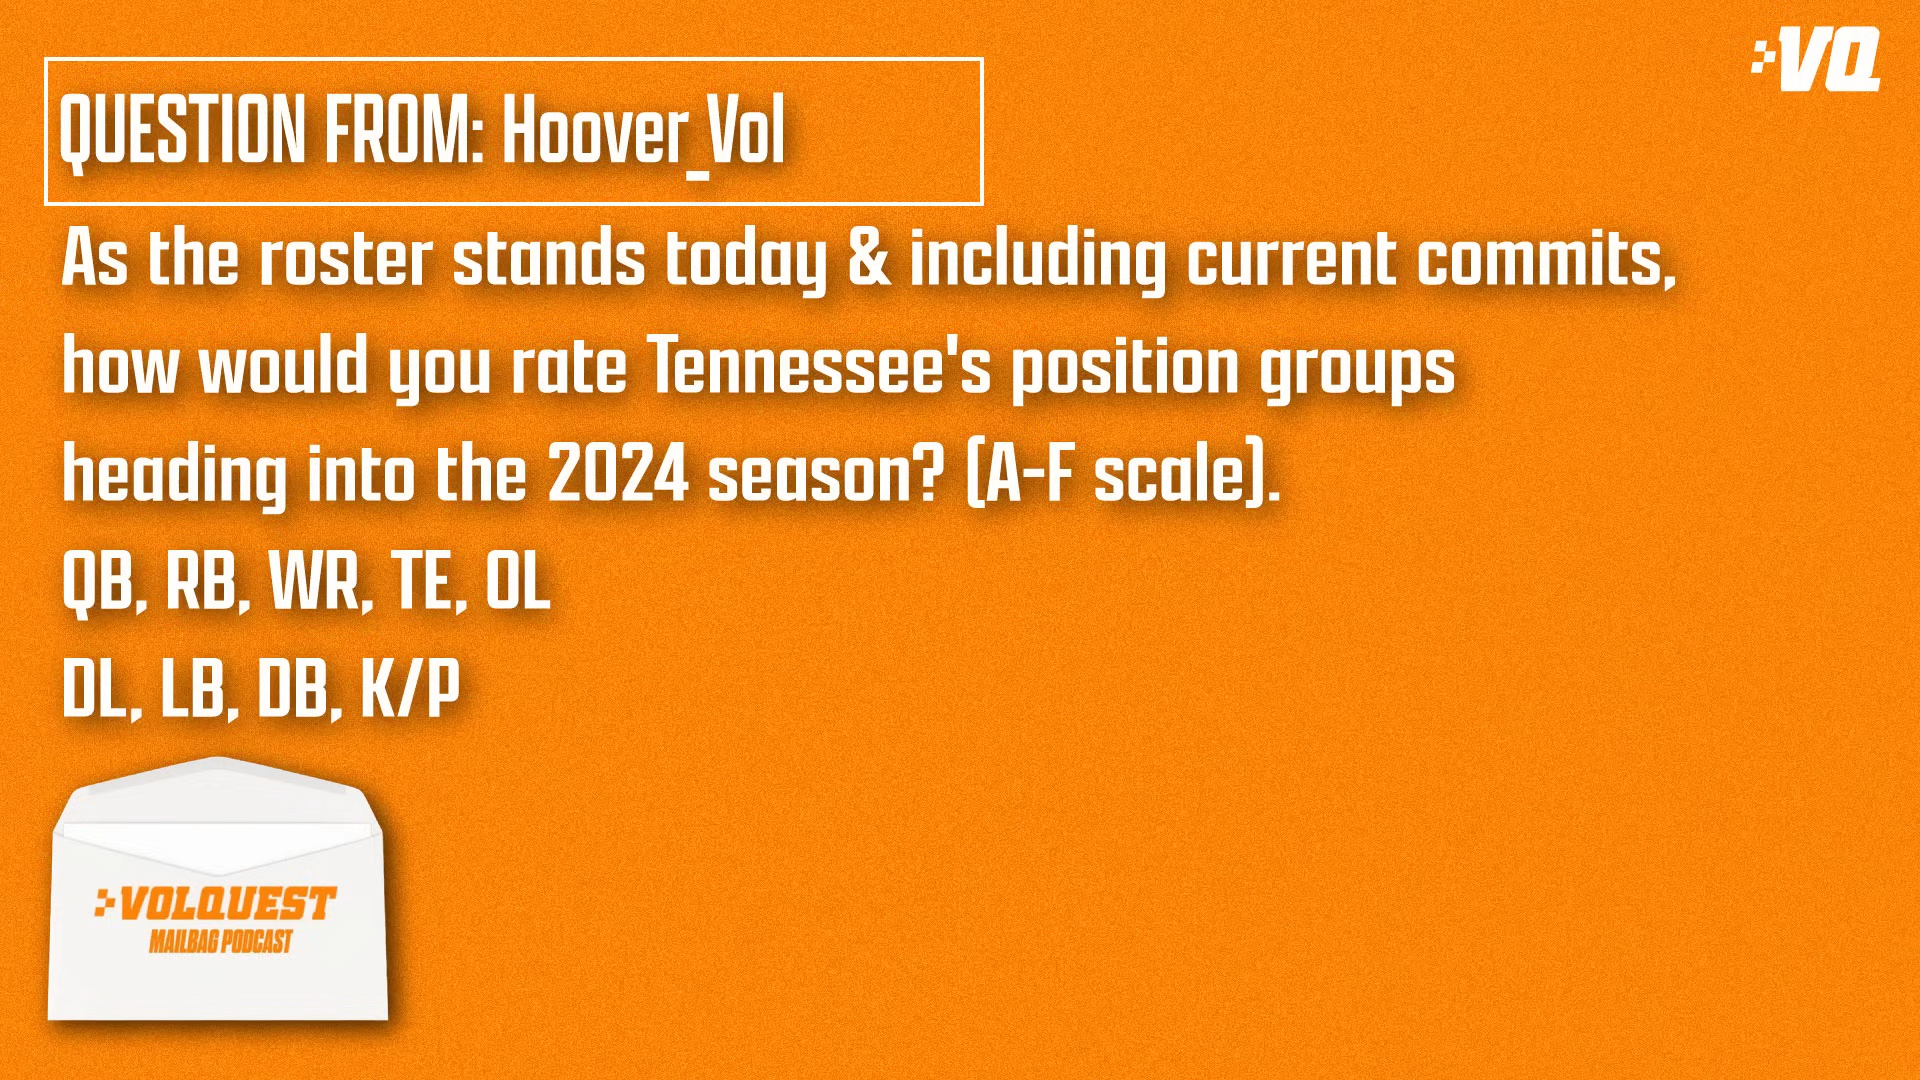 VQ
QUESTION FROM: Hoover_Vol
As the roster stands today & including current commits,
how would you rate Tennessee's position groups
heading into the 2024 season? (A-F scale).
QB, RB, WR, TE, OL
DL, LB, DB, K/P
VOLQUEST
MAILBAG PODCAST